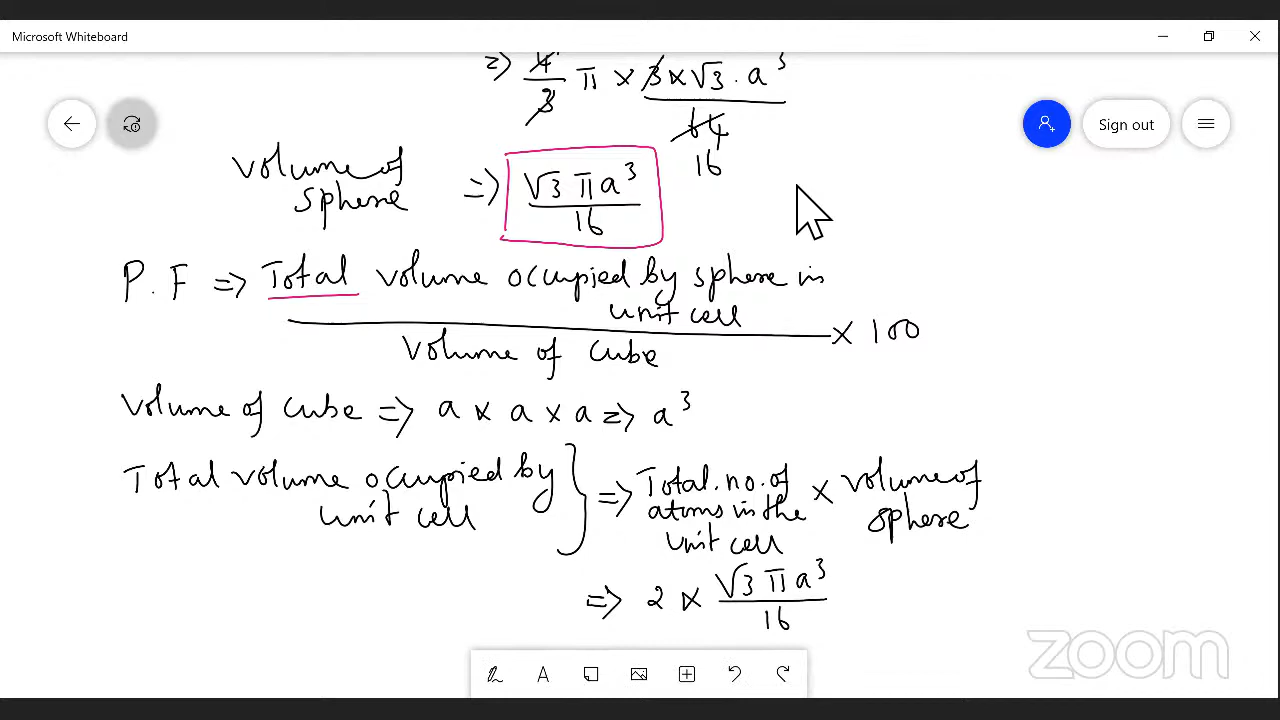 Microsoft Whiteboard
=> 4/3 π × 3×√3 . a³ / 64
16
Sign out
Volume of sphere => √3 πa³ / 16
P.F => Total volume occupied by sphere in unit cell / Volume of cube × 100
Volume of cube => a × a × a => a³
Total volume occupied by unit cell } => Total.no.of atoms in the unit cell × volume of sphere
=> 2 × √3 πa³ / 16
zoom